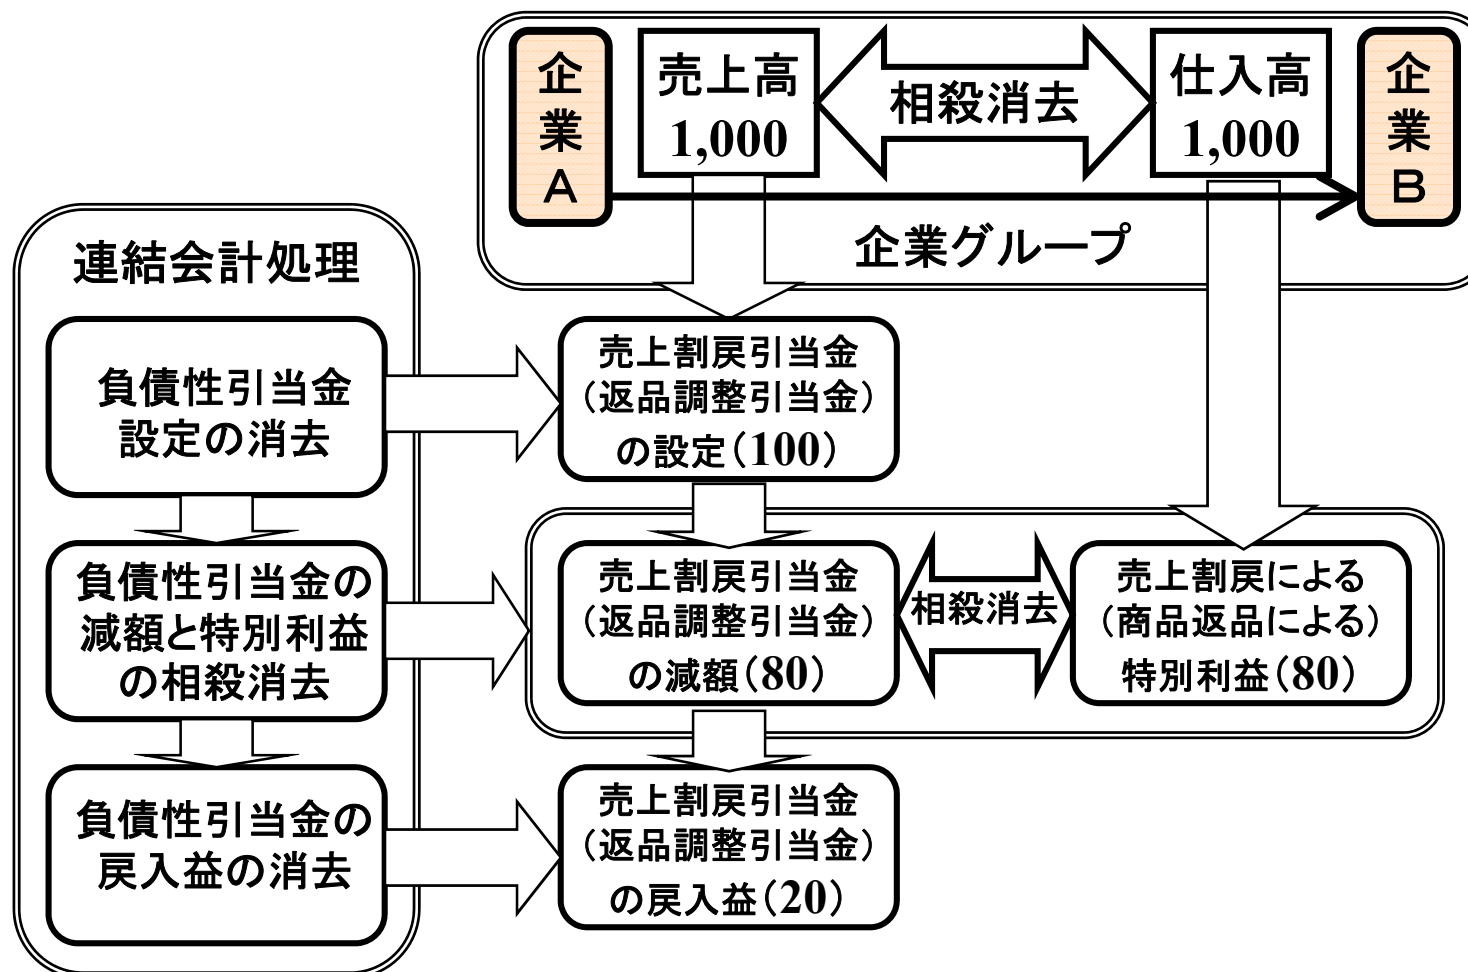 企業A
売上高
1,000
相殺消去
仕入高
1,000
企業B
企業グループ
連結会計処理
負債性引当金
設定の消去
売上割戻引当金
（返品調整引当金）
の設定（100）
負債性引当金の
減額と特別利益
の相殺消去
売上割戻引当金
（返品調整引当金）
の減額（80）
相殺消去
売上割戻による
（商品返品による）
特別利益（80）
負債性引当金の
戻入益の消去
売上割戻引当金
（返品調整引当金）
の戻入益（20）